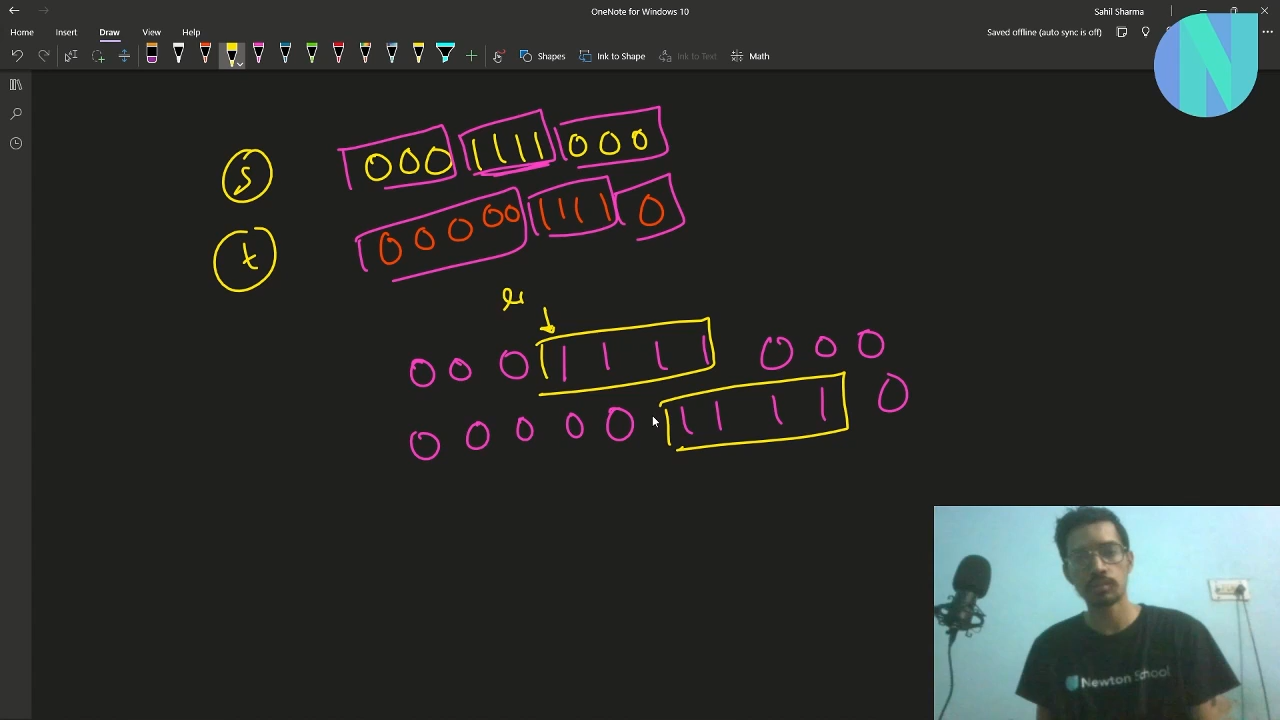 OneNote for Windows 10
Sahil Sharma
Home Insert Draw View Help
Saved offline (auto sync is off)
Shapes Ink to Shape Ink to Text Math
S 000 1111 000
t 00000 1111 0
000 1111 000
00000 1111 0
Newton School